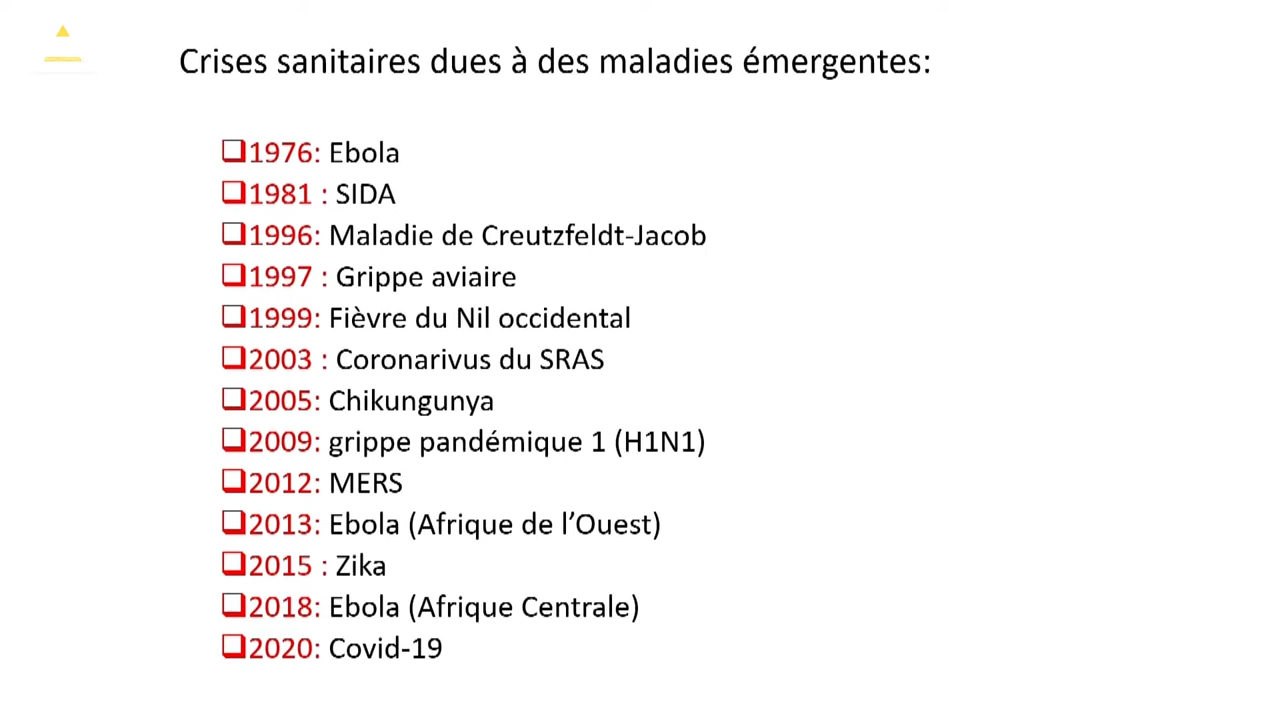 Crises sanitaires dues à des maladies émergentes:
1976: Ebola
1981 : SIDA
1996: Maladie de Creutzfeldt-Jacob
1997 : Grippe aviaire
1999: Fièvre du Nil occidental
2003 : Coronarivus du SRAS
2005: Chikungunya
2009: grippe pandémique 1 (H1N1)
2012: MERS
2013: Ebola (Afrique de l’Ouest)
2015 : Zika
2018: Ebola (Afrique Centrale)
2020: Covid-19